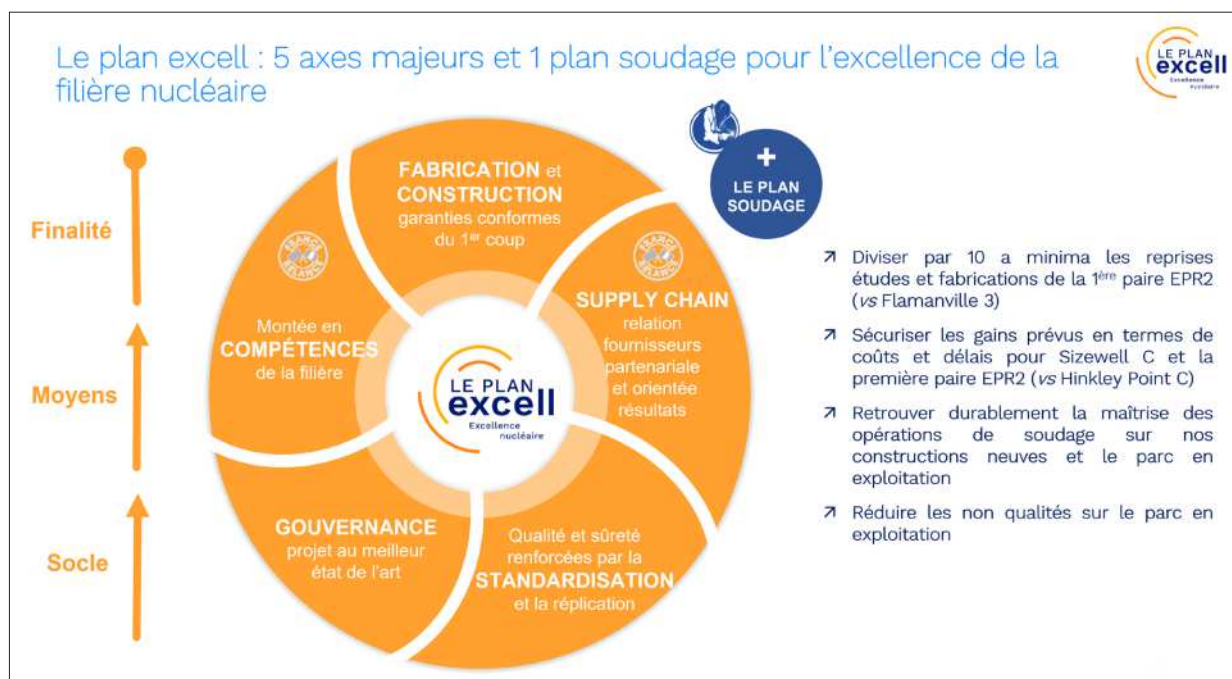 Le plan excell : 5 axes majeurs et 1 plan soudage pour l'excellence de la
filière nucléaire
LE PLAN
excell
Excellence
nucléaire
Finalité
Moyens
Socle
FABRICATION et
CONSTRUCTION
garanties conformes
du 1er coup
+
LE PLAN
SOUDAGE
FRANCE
RELANCE
Montée en
COMPÉTENCES
de la filière
FRANCE
RELANCE
SUPPLY CHAIN
relation
fournisseurs
partenariale
et orientée
résultats
LE PLAN
excell
Excellence
nucléaire
GOUVERNANCE
projet au meilleur
état de l'art
Qualité et sûreté
renforcées par la
STANDARDISATION
et la réplication
↗ Diviser par 10 a minima les reprises
études et fabrications de la 1ère paire EPR2
(vs Flamanville 3)
↗ Sécuriser les gains prévus en termes de
coûts et délais pour Sizewell C et la
première paire EPR2 (vs Hinkley Point C)
↗ Retrouver durablement la maîtrise des
opérations de soudage sur nos
constructions neuves et le parc en
exploitation
↗ Réduire les non qualités sur le parc en
exploitation